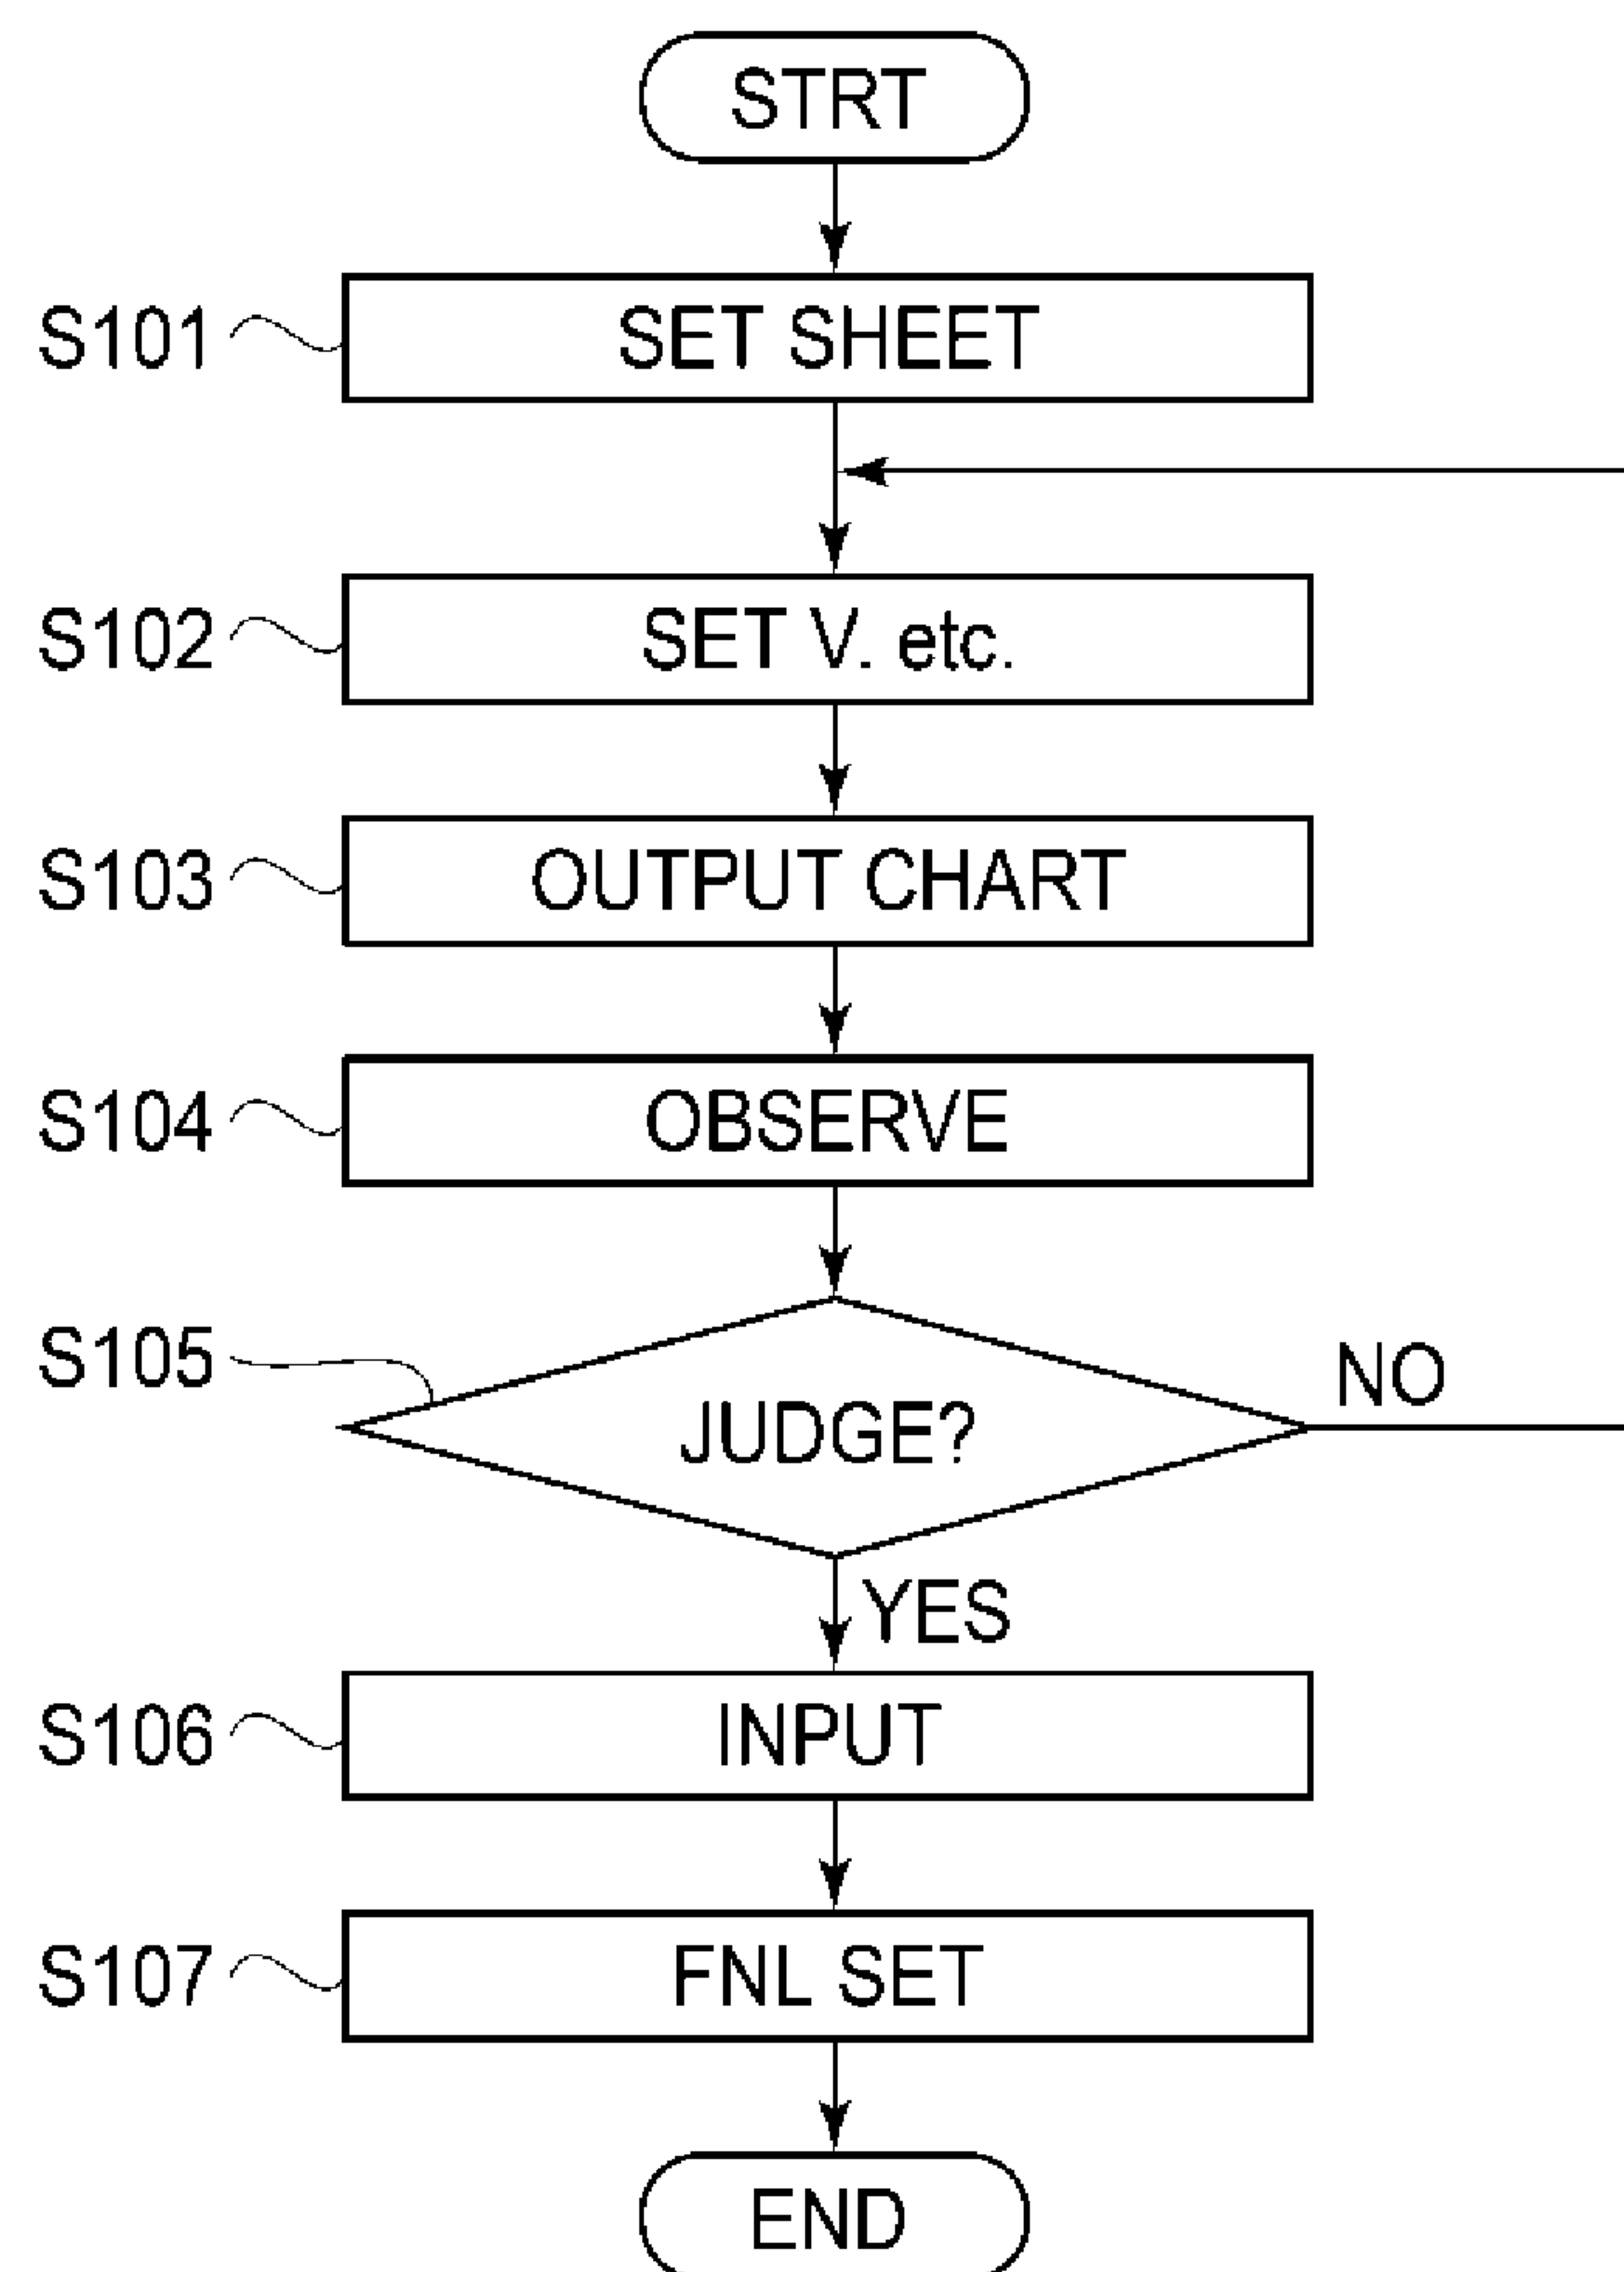 STRT
S101 SET SHEET
S102 SET V. etc.
S103 OUTPUT CHART
S104 OBSERVE
S105 JUDGE? NO
YES
S106 INPUT
S107 FNL SET
END